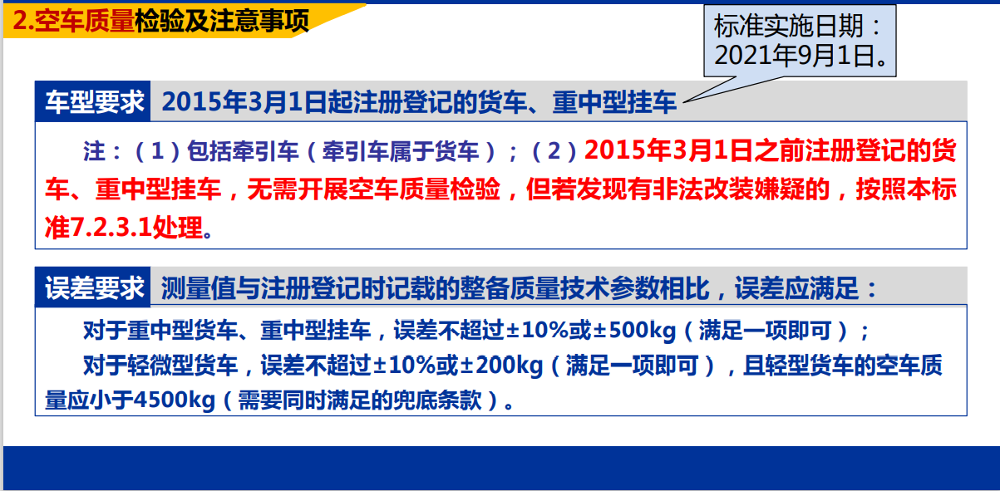 2.空车质量检验及注意事项
标准实施日期：
2021年9月1日。
车型要求 2015年3月1日起注册登记的货车、重中型挂车
注：（1）包括牵引车（牵引车属于货车）；（2）2015年3月1日之前注册登记的货
车、重中型挂车，无需开展空车质量检验，但若发现有非法改装嫌疑的，按照本标
准7.2.3.1处理。
误差要求 测量值与注册登记时记载的整备质量技术参数相比，误差应满足：
对于重中型货车、重中型挂车，误差不超过±10%或±500kg（满足一项即可）；
对于轻微型货车，误差不超过±10%或±200kg（满足一项即可），且轻型货车的空车质
量应小于4500kg（需要同时满足的兜底条款）。